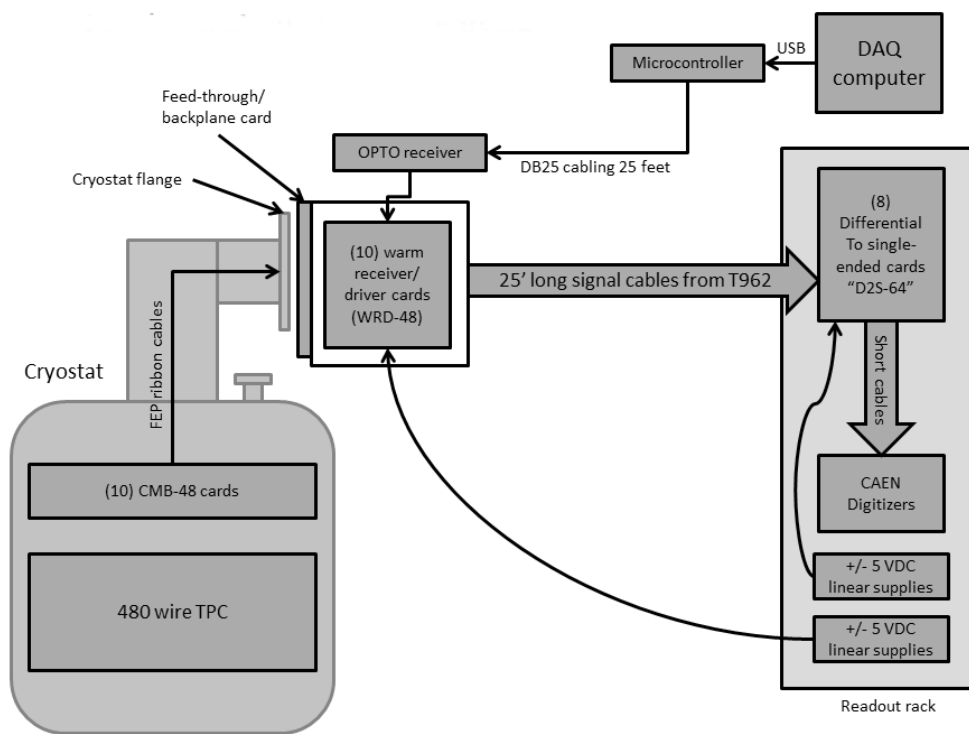 DAQ
computer
USB
Microcontroller
Feed-through/
backplane card
OPTO receiver
DB25 cabling 25 feet
Cryostat flange
(10) warm
receiver/
driver cards
(WRD-48)
25' long signal cables from T962
(8)
Differential
To single-
ended cards
“D2S-64”
Short cables
FEP ribbon cables
Cryostat
(10) CMB-48 cards
480 wire TPC
CAEN
Digitizers
+/- 5 VDC
linear supplies
+/- 5 VDC
linear supplies
Readout rack